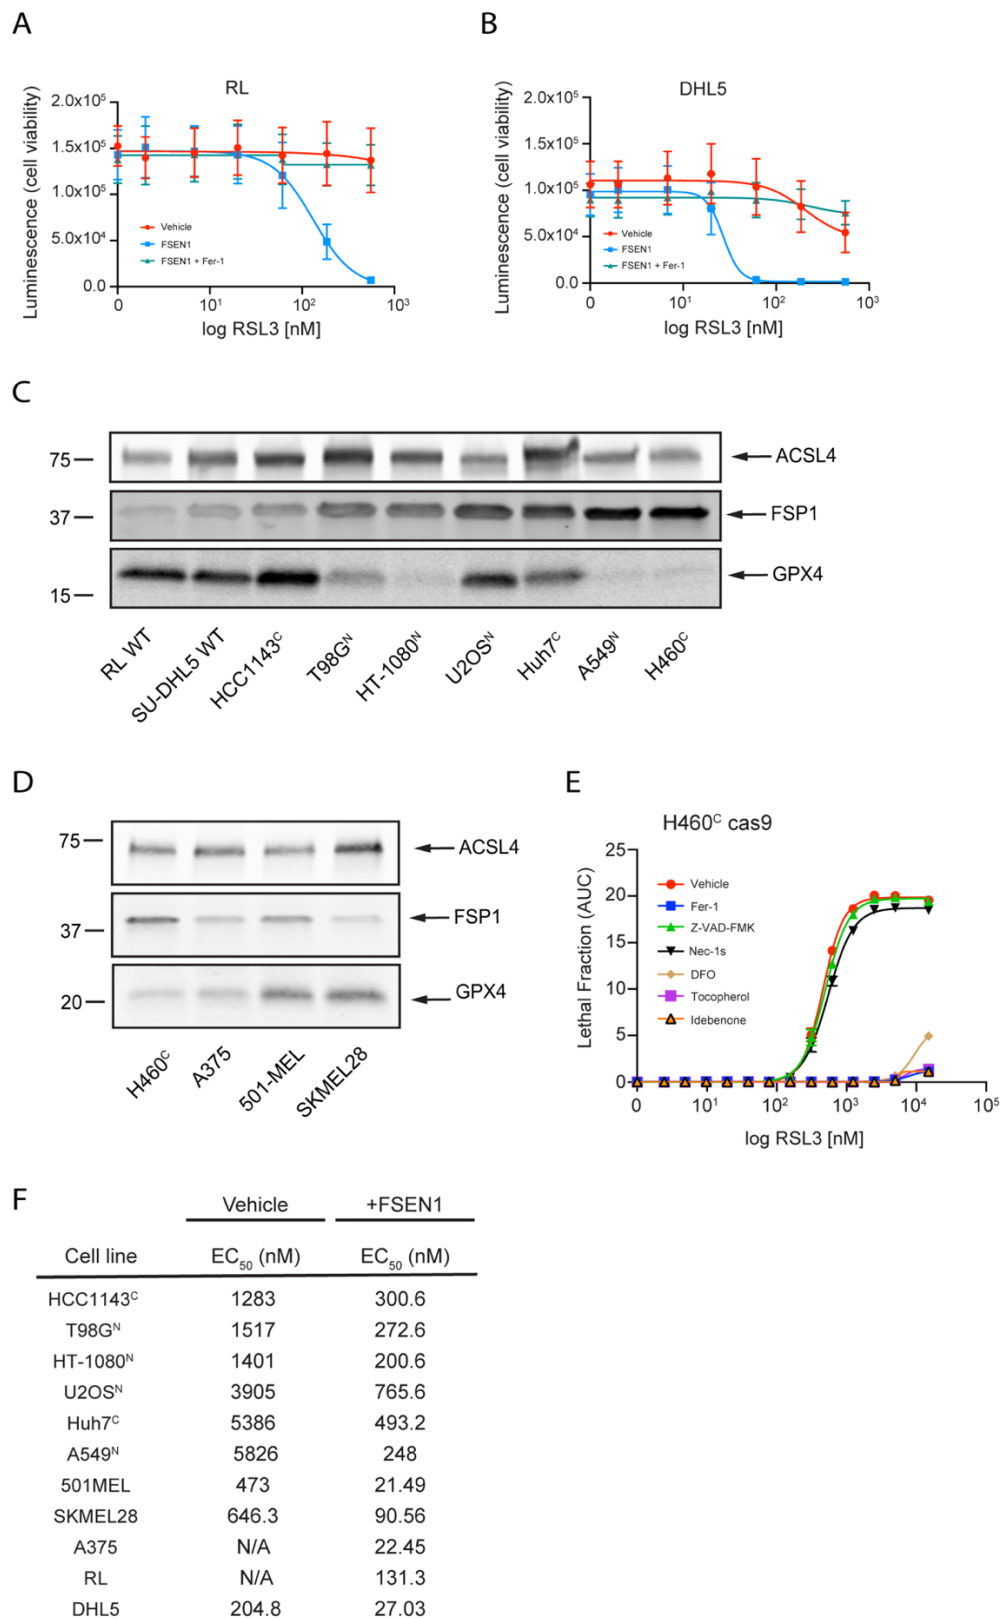 A
RL
2.0x10⁵
1.5x10⁵
1.0x10⁵
5.0x10⁴
0.0
Luminescence (cell viability)
Vehicle
FSEN1
FSEN1 + Fer-1
0 10¹ 10² 10³
log RSL3 [nM]
B
DHL5
2.0x10⁵
1.5x10⁵
1.0x10⁵
5.0x10⁴
0.0
Luminescence (cell viability)
Vehicle
FSEN1
FSEN1 + Fer-1
0 10¹ 10² 10³
log RSL3 [nM]
C
75 ACSL4
37 FSP1
15 GPX4
RL WT
SU-DHL5 WT
HCC1143ᶜ
T98Gᴺ
HT-1080ᴺ
U2OSᴺ
Huh7ᶜ
A549ᴺ
H460ᶜ
D
75 ACSL4
37 FSP1
20 GPX4
H460ᶜ
A375
501-MEL
SKMEL28
E
H460ᶜ cas9
25
20
15
10
5
0
Lethal Fraction (AUC)
Vehicle
Fer-1
Z-VAD-FMK
Nec-1s
DFO
Tocopherol
Idebenone
0 10¹ 10² 10³ 10⁴ 10⁵
log RSL3 [nM]
F
Vehicle +FSEN1
Cell line EC₅₀ (nM) EC₅₀ (nM)
HCC1143ᶜ 1283 300.6
T98Gᴺ 1517 272.6
HT-1080ᴺ 1401 200.6
U2OSᴺ 3905 765.6
Huh7ᶜ 5386 493.2
A549ᴺ 5826 248
501MEL 473 21.49
SKMEL28 646.3 90.56
A375 N/A 22.45
RL N/A 131.3
DHL5 204.8 27.03